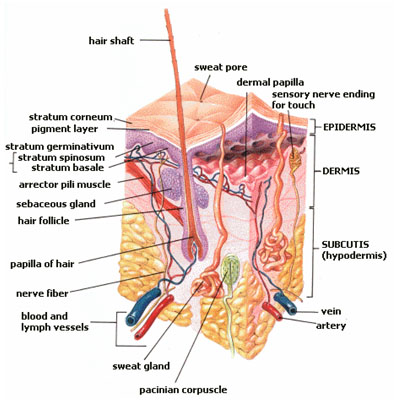 hair shaft
sweat pore
dermal papilla
sensory nerve ending
for touch
stratum corneum
pigment layer
stratum germinativum
stratum spinosum
stratum basale
arrector pili muscle
sebaceous gland
hair follicle
papilla of hair
nerve fiber
blood and
lymph vessels
sweat gland
pacinian corpuscle
EPIDERMIS
DERMIS
SUBCUTIS
(hypodermis)
vein
artery